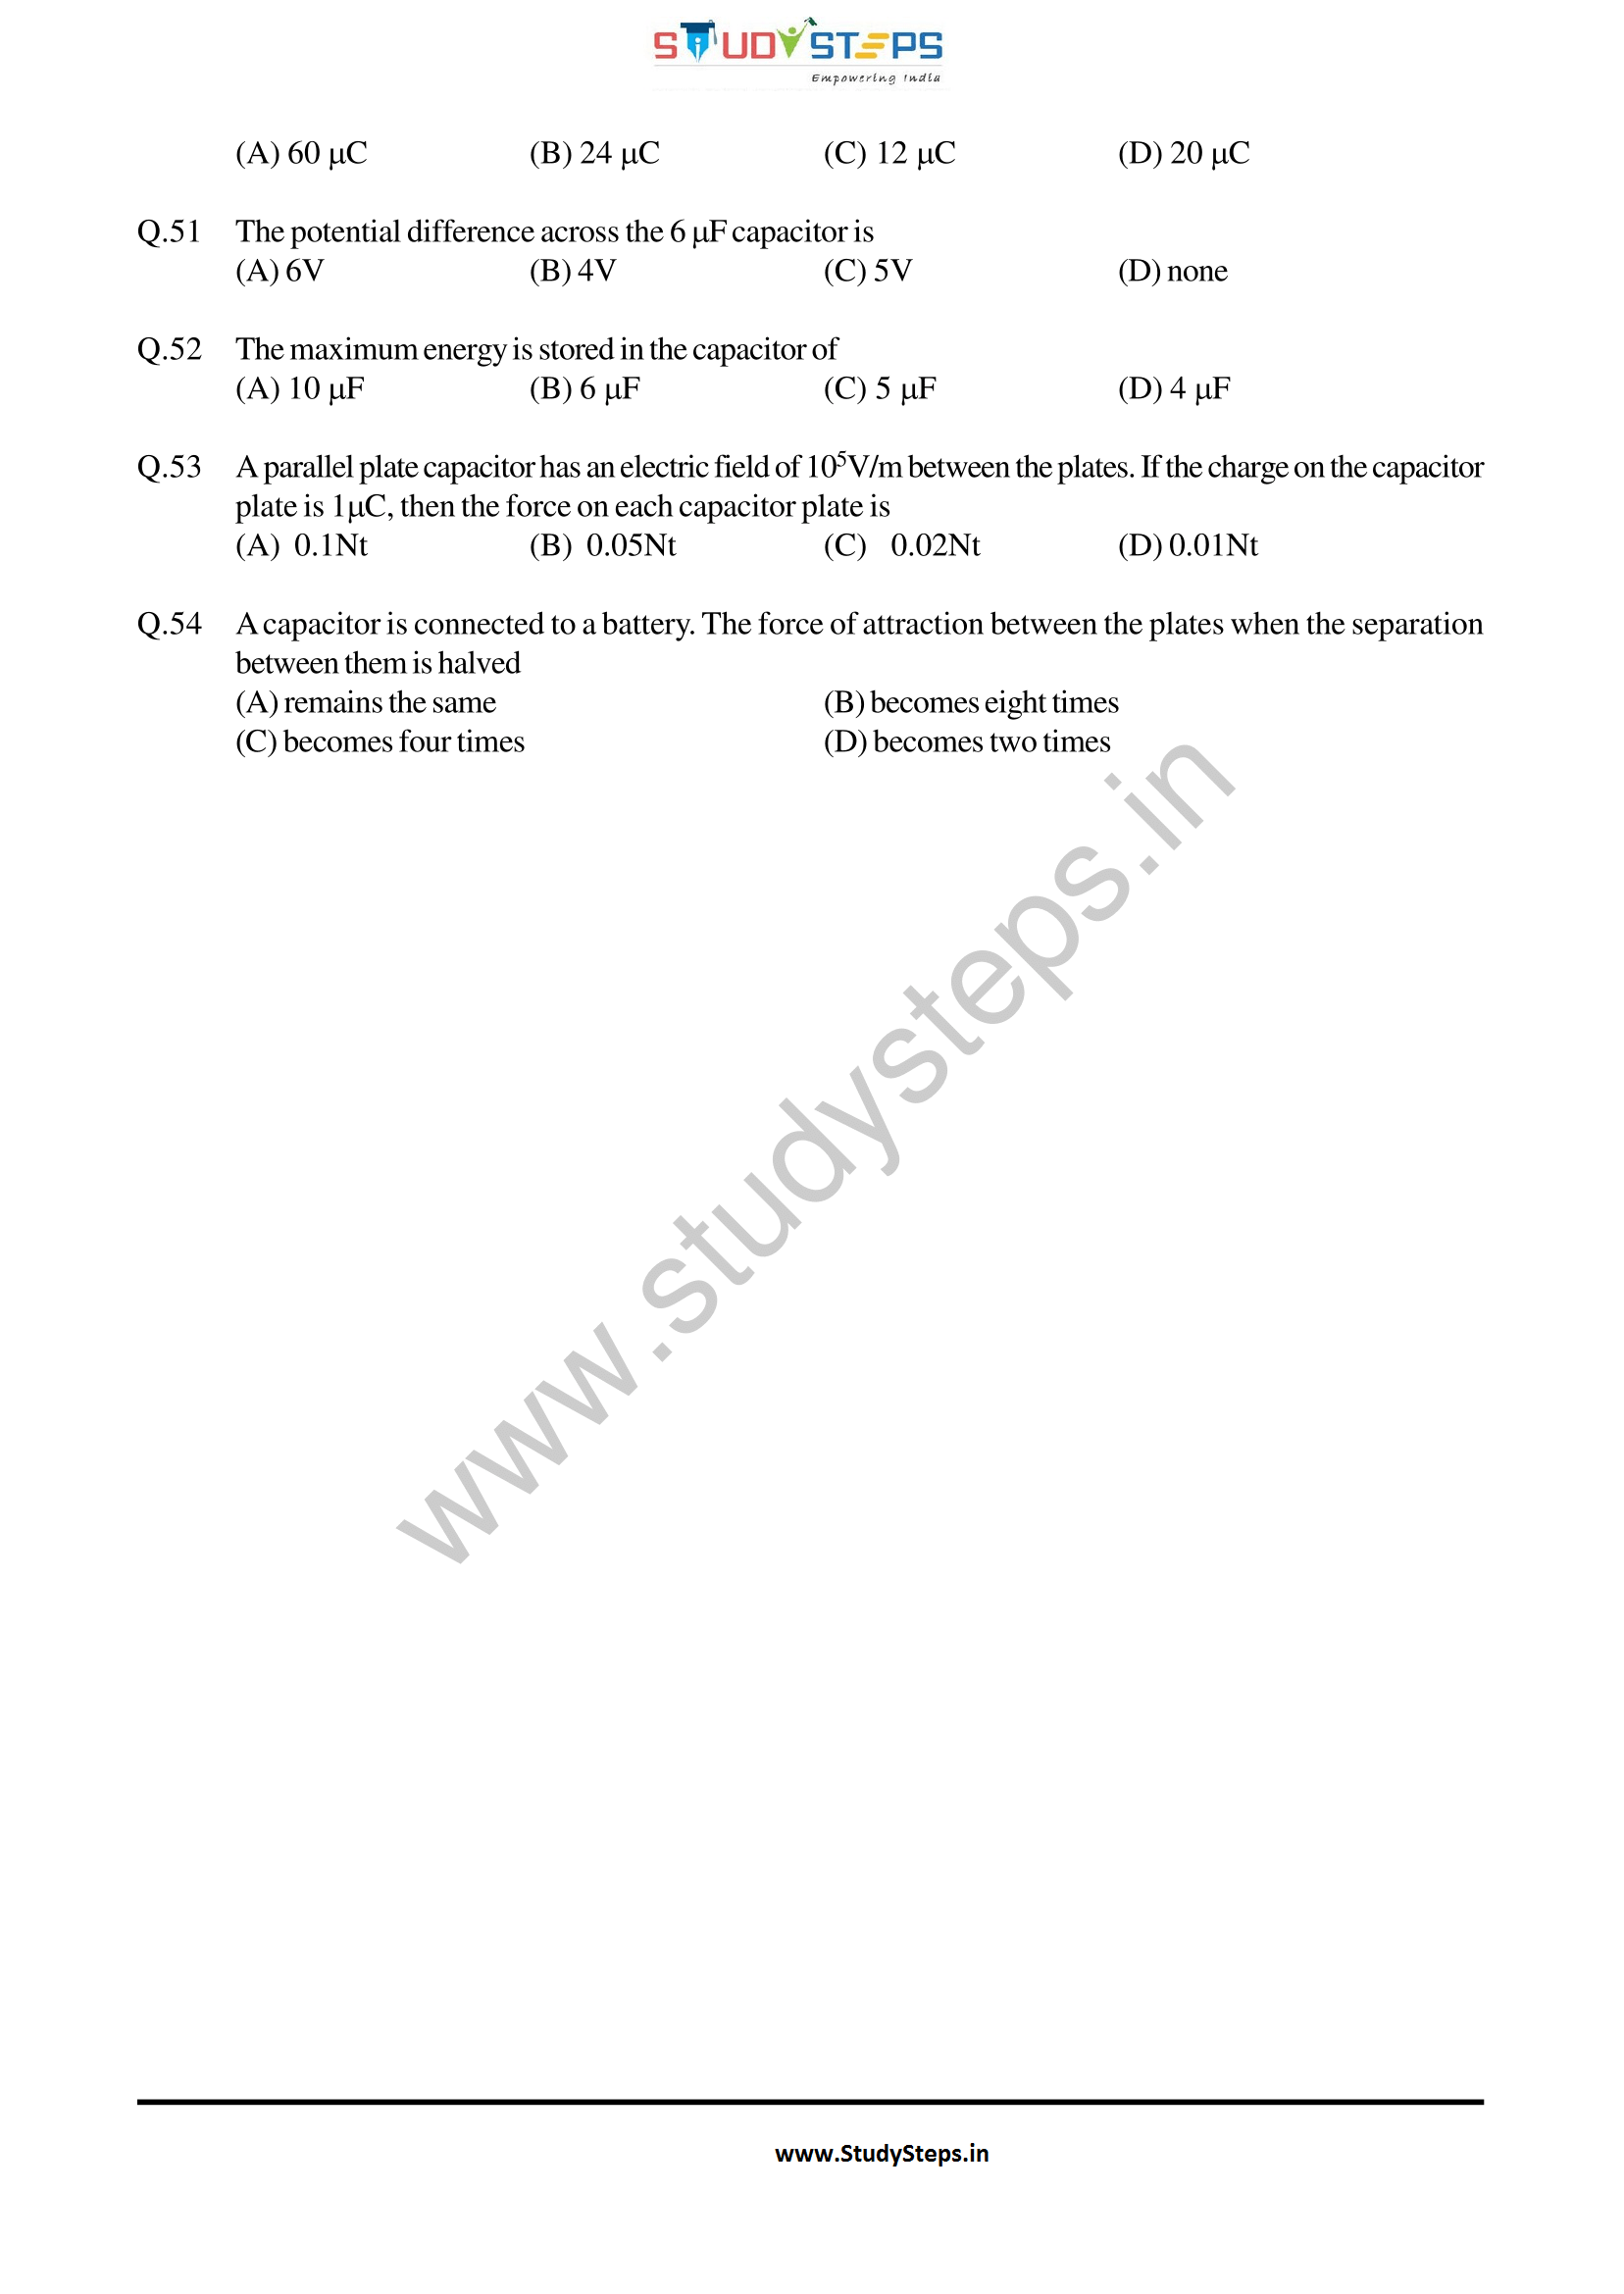 STUDYSTEPS
Empowering India
(A) 60 µC (B) 24 µC (C) 12 µC (D) 20 µC
Q.51 The potential difference across the 6 µF capacitor is
(A) 6V (B) 4V (C) 5V (D) none
Q.52 The maximum energy is stored in the capacitor of
(A) 10 µF (B) 6 µF (C) 5 µF (D) 4 µF
Q.53 A parallel plate capacitor has an electric field of 10⁵V/m between the plates. If the charge on the capacitor
plate is 1µC, then the force on each capacitor plate is
(A) 0.1Nt (B) 0.05Nt (C) 0.02Nt (D) 0.01Nt
Q.54 A capacitor is connected to a battery. The force of attraction between the plates when the separation
between them is halved
(A) remains the same (B) becomes eight times
(C) becomes four times (D) becomes two times
www.studysteps.in
www.StudySteps.in